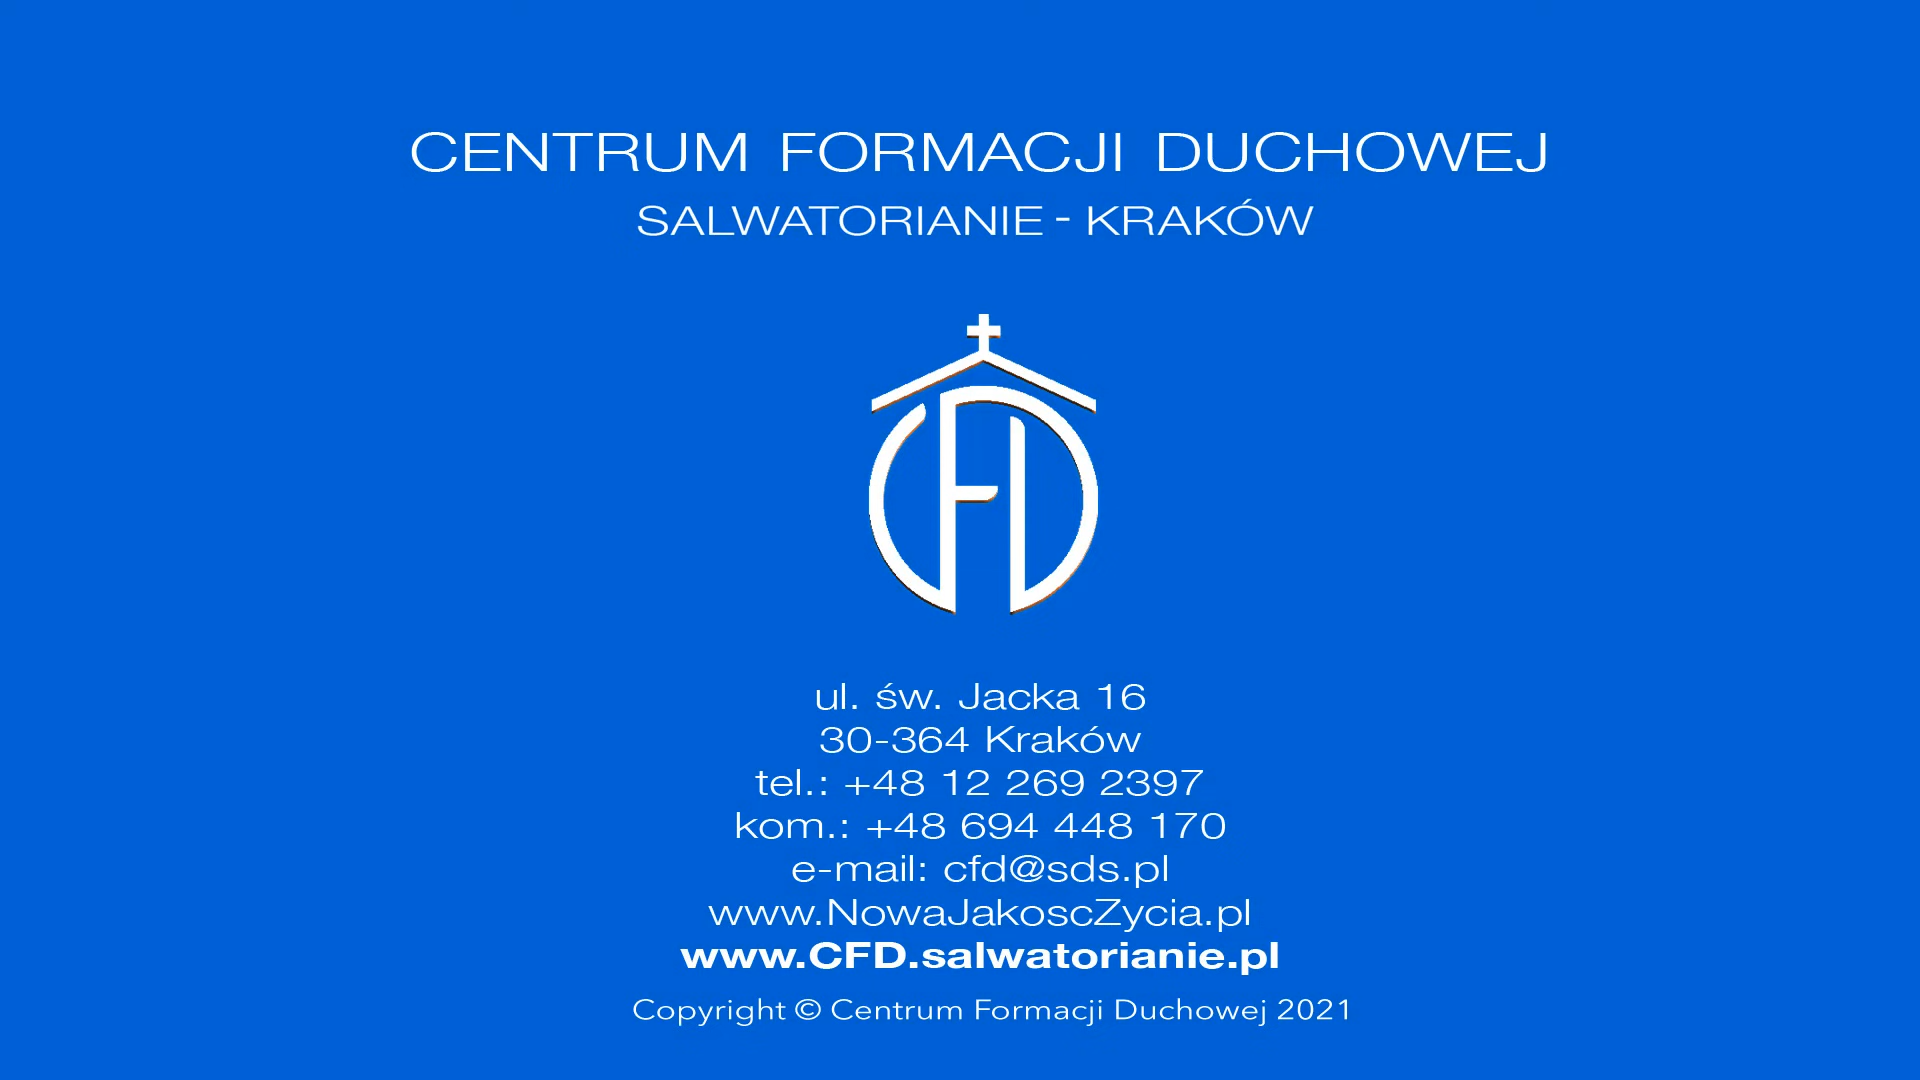 CENTRUM FORMACJI DUCHOWEJ
SALWATORIANIE - KRAKÓW
CFD
ul. św. Jacka 16
30-364 Kraków
tel.: +48 12 269 2397
kom.: +48 694 448 170
e-mail: cfd@sds.pl
www.NowaJakoscZycia.pl
www.CFD.salwatorianie.pl
Copyright © Centrum Formacji Duchowej 2021